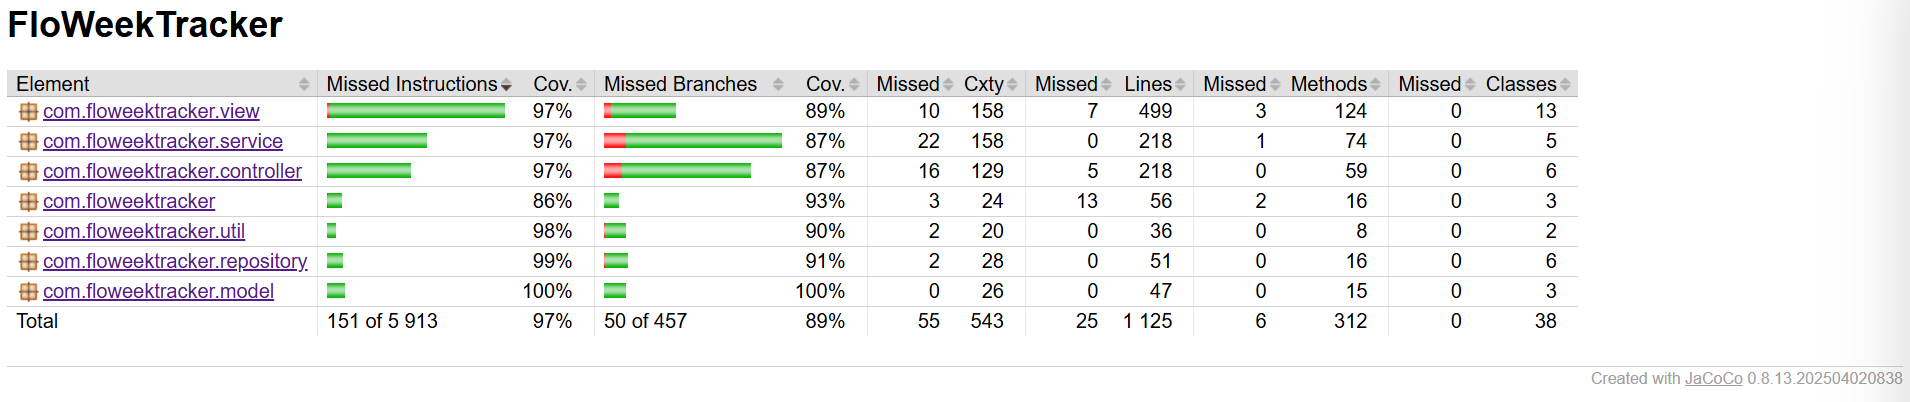 FloWeekTracker
Element Missed Instructions Cov. Missed Branches Cov. Missed Cxty Missed Lines Missed Methods Missed Classes
com.floweektracker.view 97% 89% 10 158 7 499 3 124 0 13
com.floweektracker.service 97% 87% 22 158 0 218 1 74 0 5
com.floweektracker.controller 97% 87% 16 129 5 218 0 59 0 6
com.floweektracker 86% 93% 3 24 13 56 2 16 0 3
com.floweektracker.util 98% 90% 2 20 0 36 0 8 0 2
com.floweektracker.repository 99% 91% 2 28 0 51 0 16 0 6
com.floweektracker.model 100% 100% 0 26 0 47 0 15 0 3
Total 151 of 5 913 97% 50 of 457 89% 55 543 25 1 125 6 312 0 38
Created with JaCoCo 0.8.13.202504020838